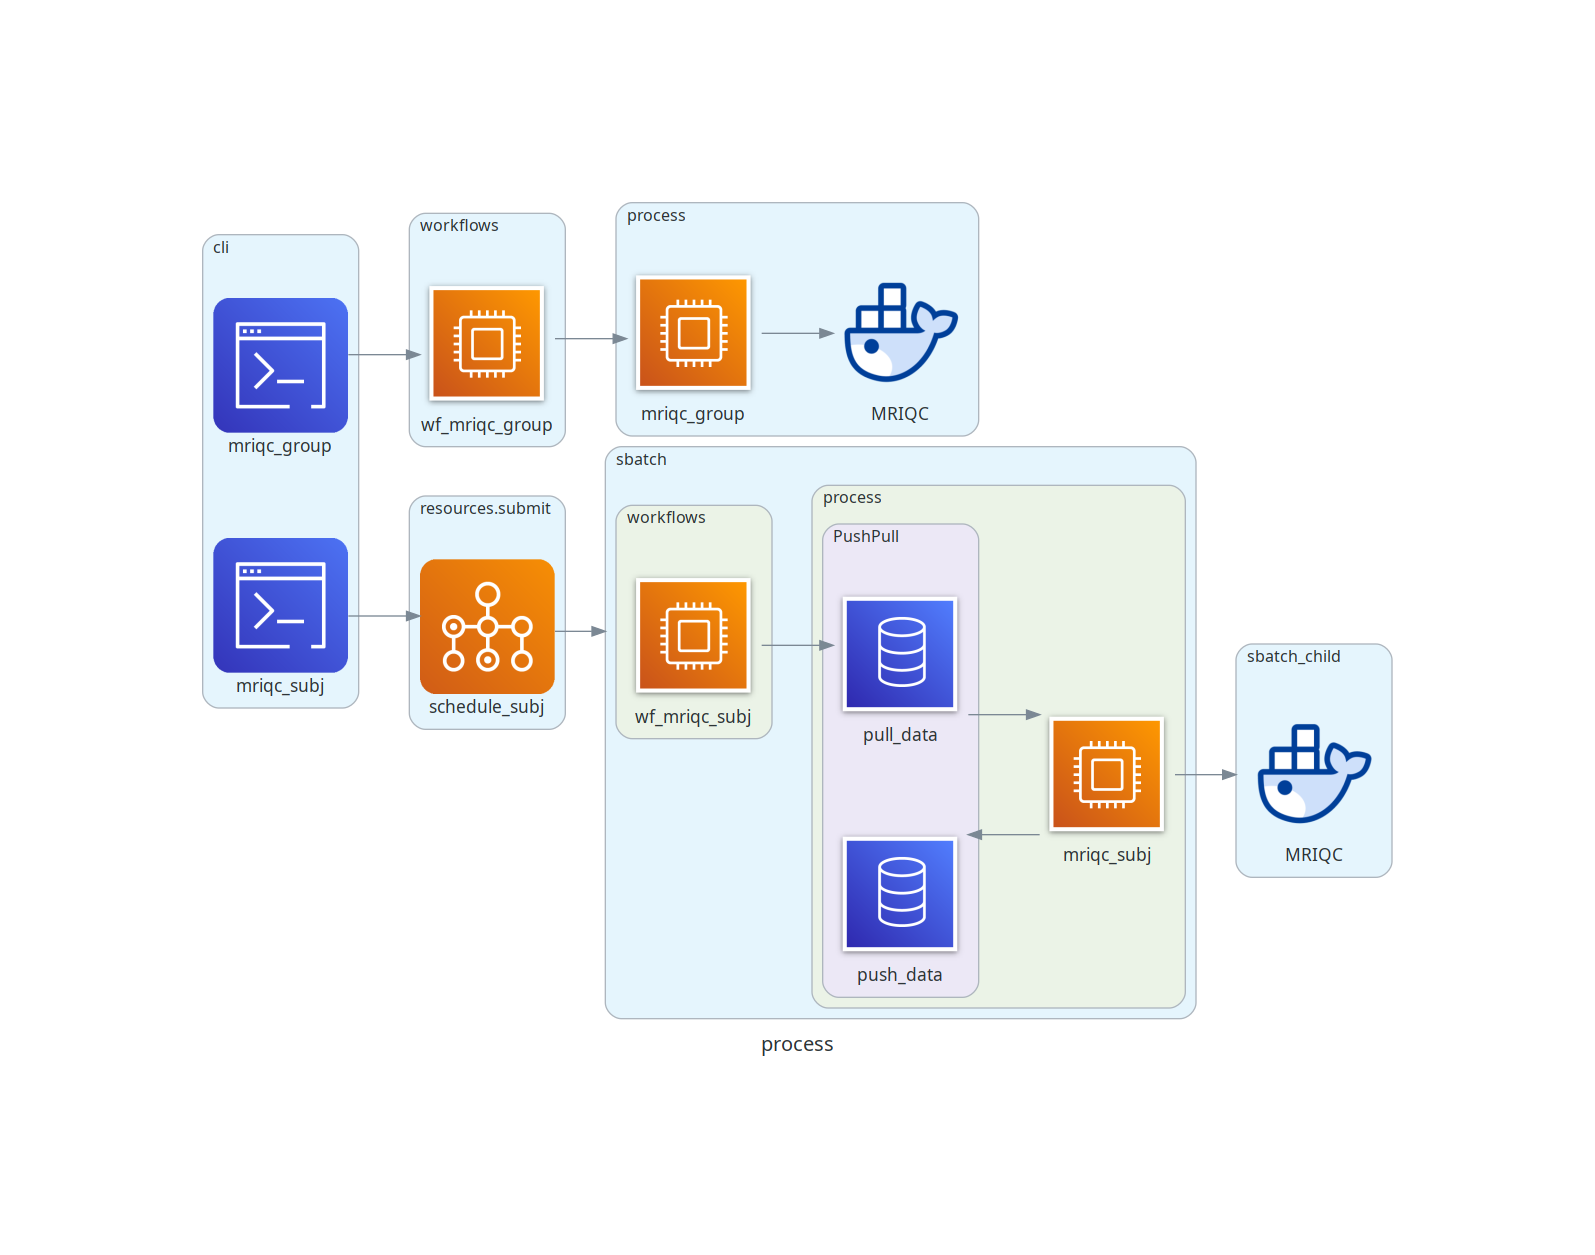 cli
mriqc_group
mriqc_subj
workflows
wf_mriqc_group
process
mriqc_group
MRIQC
resources.submit
schedule_subj
sbatch
workflows
wf_mriqc_subj
process
PushPull
pull_data
push_data
mriqc_subj
sbatch_child
MRIQC
process